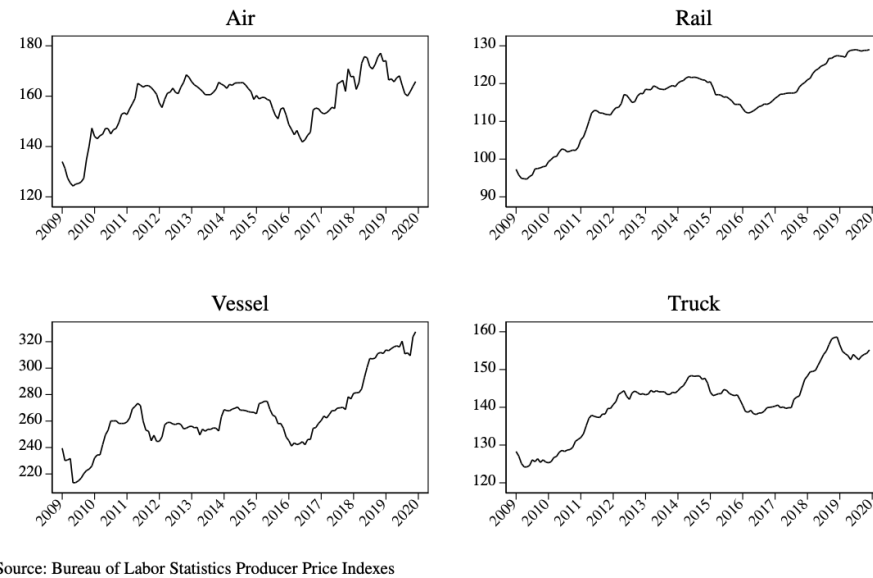 Air
180
160
140
120
2009 2010 2011 2012 2013 2014 2015 2016 2017 2018 2019 2020
Rail
130
120
110
100
90
2009 2010 2011 2012 2013 2014 2015 2016 2017 2018 2019 2020
Vessel
320
300
280
260
240
220
2009 2010 2011 2012 2013 2014 2015 2016 2017 2018 2019 2020
Truck
160
150
140
130
120
2009 2010 2011 2012 2013 2014 2015 2016 2017 2018 2019 2020
Source: Bureau of Labor Statistics Producer Price Indexes